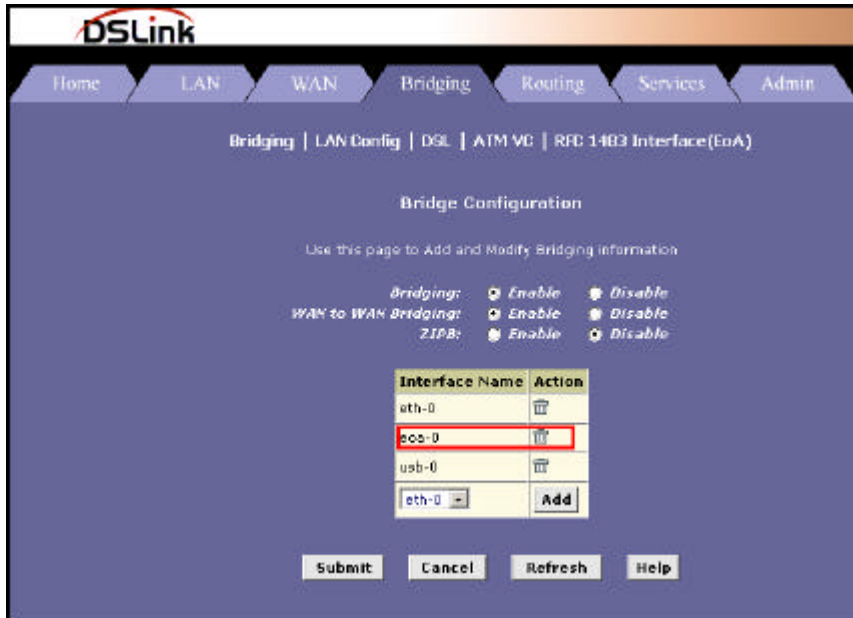 DSLink
Home LAN WAN Bridging Routing Services Admin
Bridging | LAN Config | DSL | ATM VC | RFC 1483 Interface(EoA)
Bridge Configuration
Use this page to Add and Modify Bridging information
Bridging: Enable Disable
WAN to WAN Bridging: Enable Disable
ZIPB: Enable Disable
Interface Name Action
eth-0
eoa-0
usb-0
eth-0 Add
Submit Cancel Refresh Help